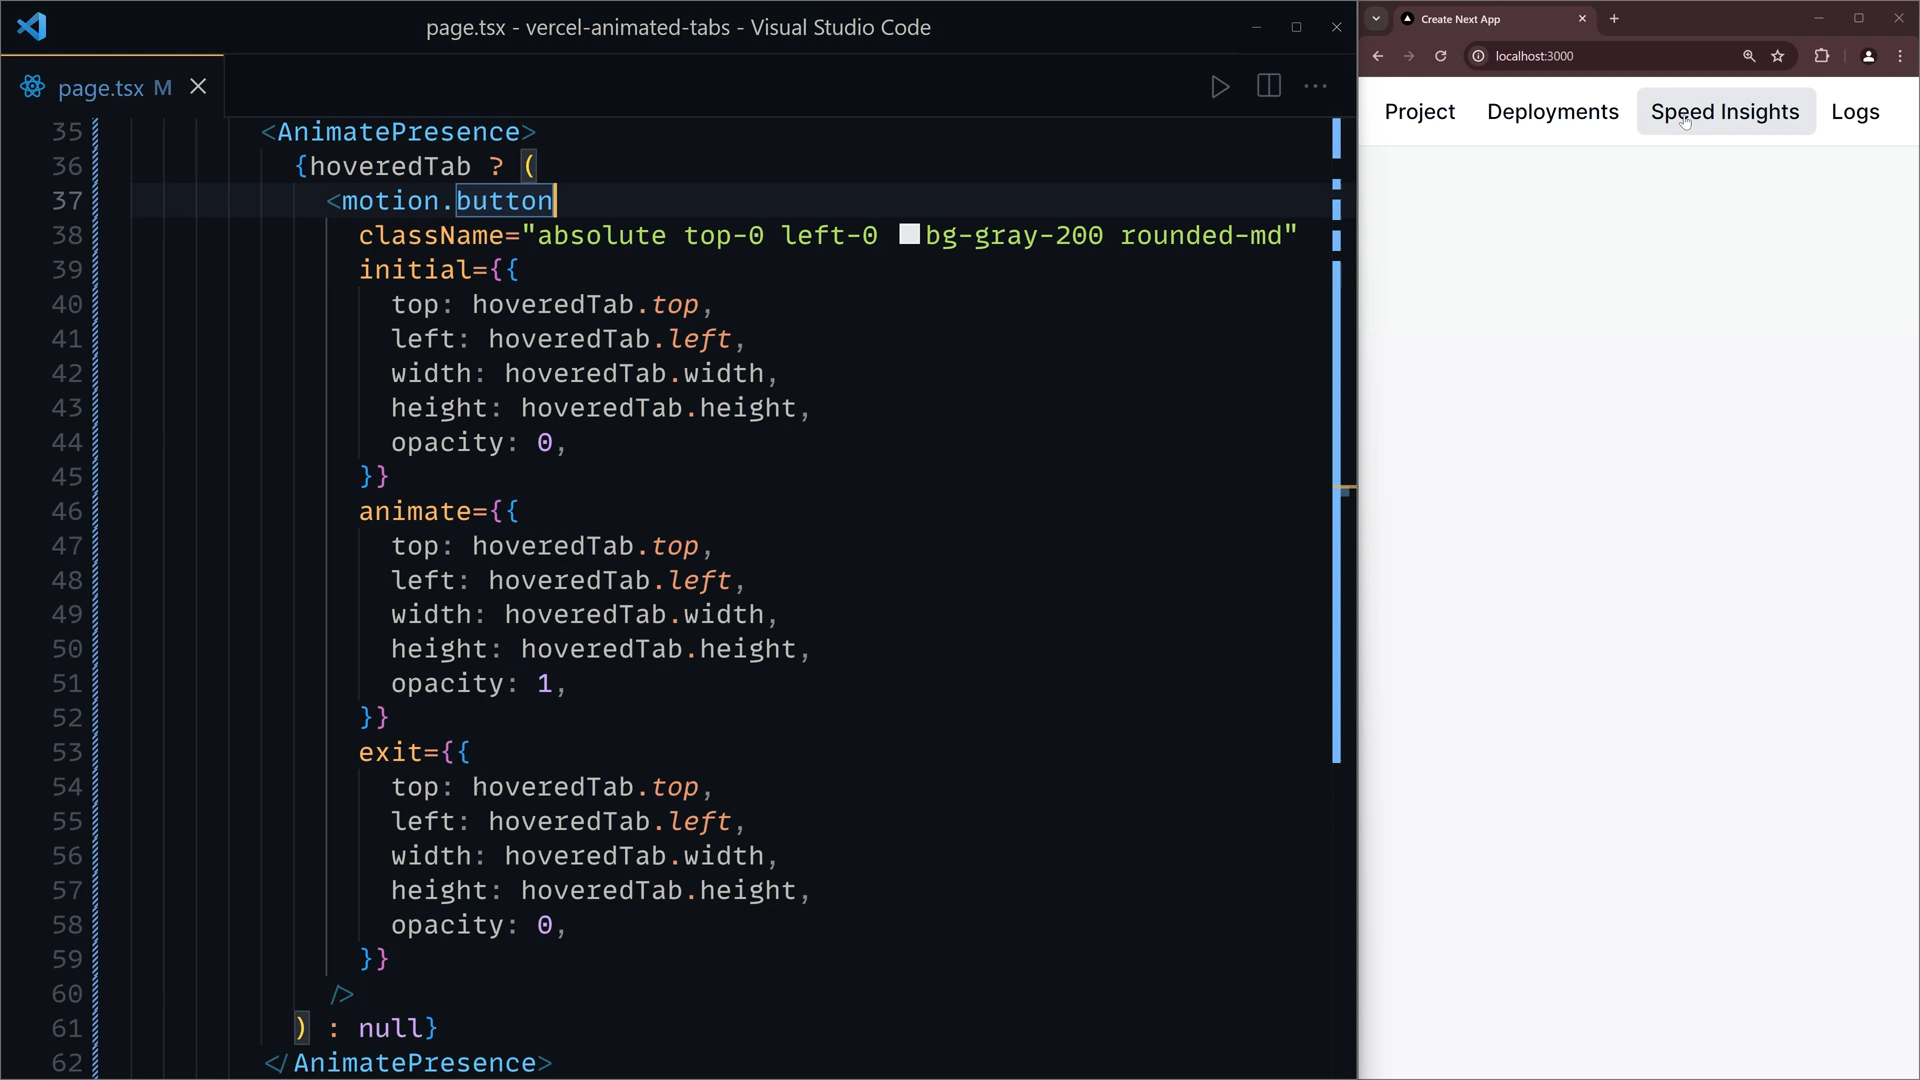 page.tsx - vercel-animated-tabs - Visual Studio Code
page.tsx M
35 <AnimatePresence>
36 {hoveredTab ? (
37 <motion.button
38 className="absolute top-0 left-0 bg-gray-200 rounded-md"
39 initial={{
40 top: hoveredTab.top,
41 left: hoveredTab.left,
42 width: hoveredTab.width,
43 height: hoveredTab.height,
44 opacity: 0,
45 }}
46 animate={{
47 top: hoveredTab.top,
48 left: hoveredTab.left,
49 width: hoveredTab.width,
50 height: hoveredTab.height,
51 opacity: 1,
52 }}
53 exit={{
54 top: hoveredTab.top,
55 left: hoveredTab.left,
56 width: hoveredTab.width,
57 height: hoveredTab.height,
58 opacity: 0,
59 }}
60 />
61 ) : null}
62 </AnimatePresence>
Create Next App
localhost:3000
Project Deployments Speed Insights Logs